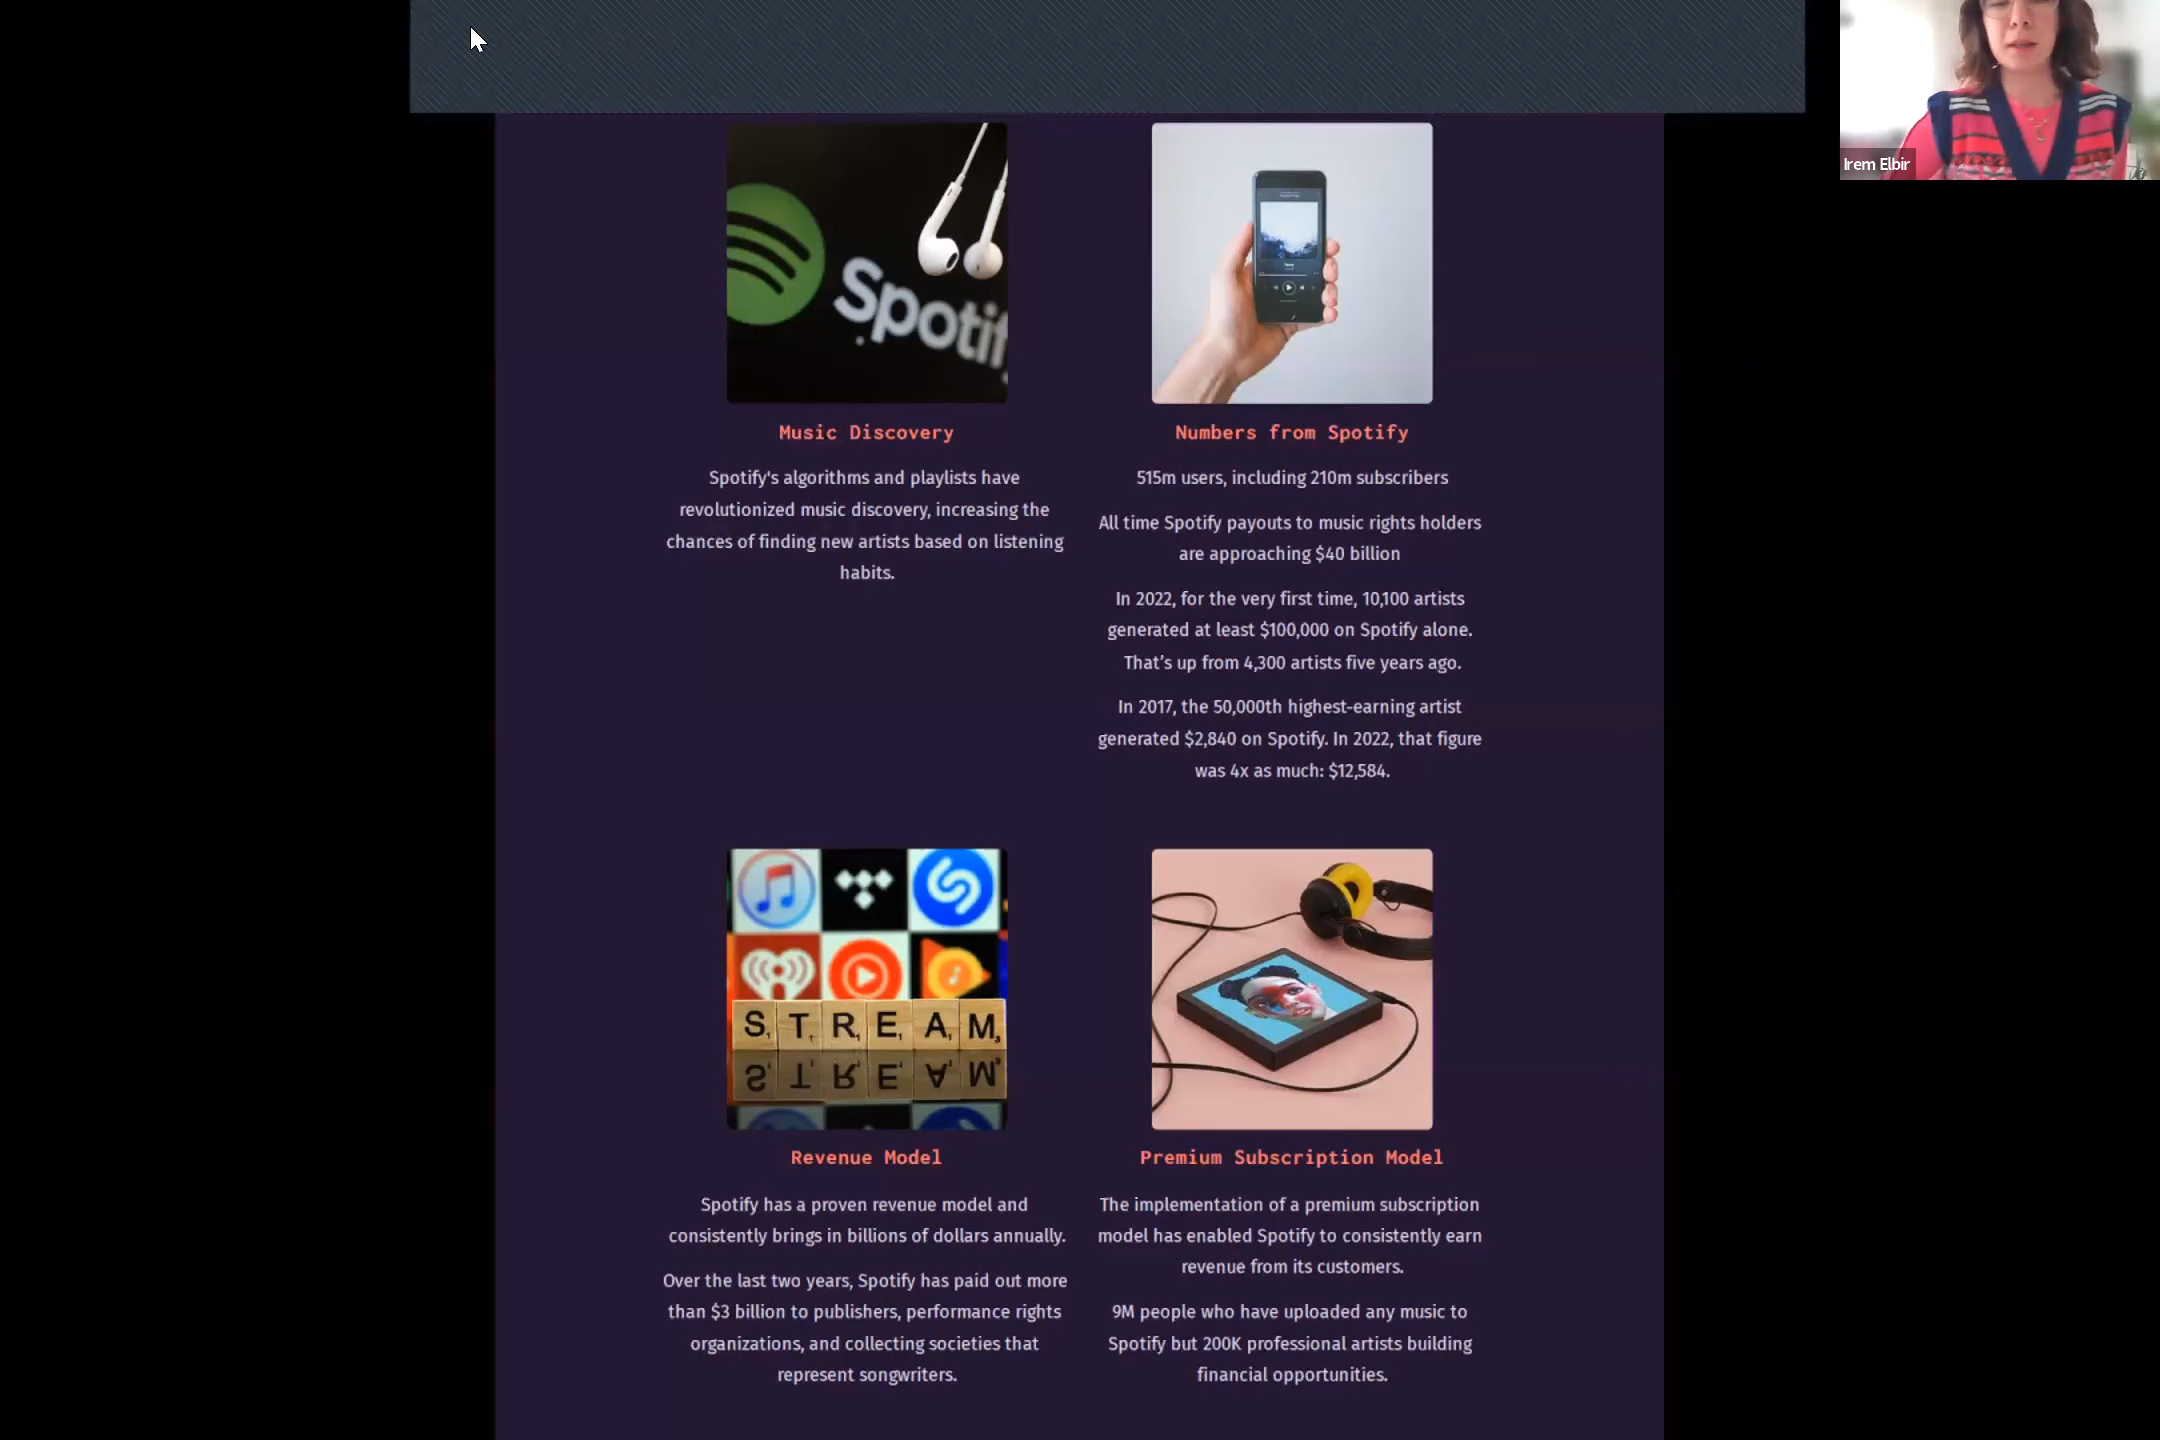 Irem Elbir
Spotif
Music Discovery
Spotify's algorithms and playlists have
revolutionized music discovery, increasing the
chances of finding new artists based on listening
habits.
Numbers from Spotify
515m users, including 210m subscribers
All time Spotify payouts to music rights holders
are approaching $40 billion
In 2022, for the very first time, 10,100 artists
generated at least $100,000 on Spotify alone.
That’s up from 4,300 artists five years ago.
In 2017, the 50,000th highest-earning artist
generated $2,840 on Spotify. In 2022, that figure
was 4x as much: $12,584.
STREAM
Revenue Model
Spotify has a proven revenue model and
consistently brings in billions of dollars annually.
Over the last two years, Spotify has paid out more
than $3 billion to publishers, performance rights
organizations, and collecting societies that
represent songwriters.
Premium Subscription Model
The implementation of a premium subscription
model has enabled Spotify to consistently earn
revenue from its customers.
9M people who have uploaded any music to
Spotify but 200K professional artists building
financial opportunities.